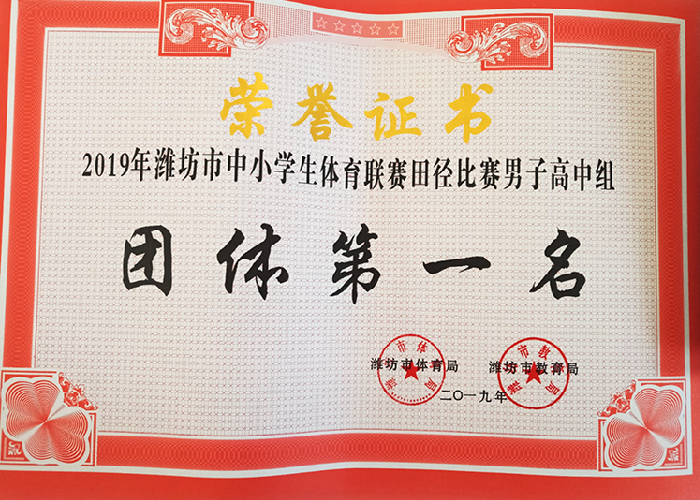 荣誉证书
2019年潍坊市中小学生体育联赛田径比赛男子高中组
团体第一名
潍坊市体育局 潍坊市教育局
二〇一九年